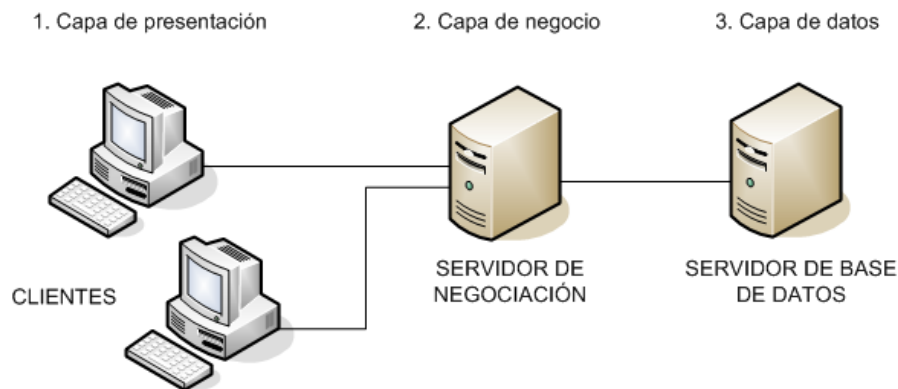 1. Capa de presentación
2. Capa de negocio
3. Capa de datos
CLIENTES
SERVIDOR DE
NEGOCIACIÓN
SERVIDOR DE BASE
DE DATOS